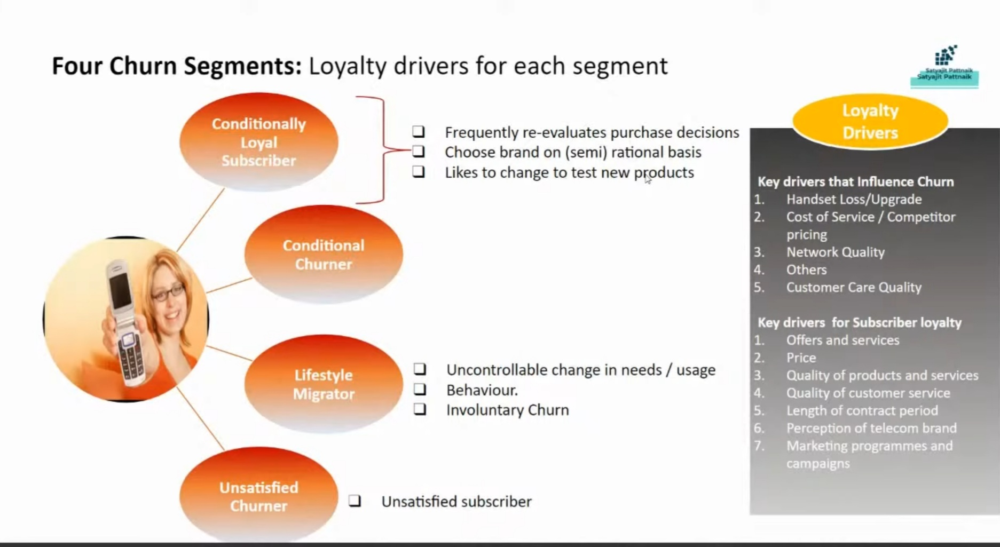 Four Churn Segments: Loyalty drivers for each segment
Satyajit Pattnaik
Satyajit Pattnaik
Conditionally
Loyal
Subscriber
❑ Frequently re-evaluates purchase decisions
❑ Choose brand on (semi) rational basis
❑ Likes to change to test new products
Conditional
Churner
Lifestyle
Migrator
❑ Uncontrollable change in needs / usage
❑ Behaviour.
❑ Involuntary Churn
Unsatisfied
Churner
❑ Unsatisfied subscriber
Loyalty
Drivers
Key drivers that Influence Churn
1. Handset Loss/Upgrade
2. Cost of Service / Competitor
pricing
3. Network Quality
4. Others
5. Customer Care Quality
Key drivers for Subscriber loyalty
1. Offers and services
2. Price
3. Quality of products and services
4. Quality of customer service
5. Length of contract period
6. Perception of telecom brand
7. Marketing programmes and
campaigns